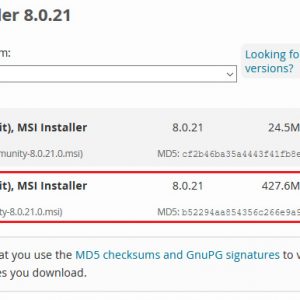 ler 8.0.21
m:
Looking fo
versions?
it), MSI Installer 8.0.21 24.5M
munity-8.0.21.0.msi) MD5: cf2b46ba35a4443f41fb8e
it), MSI Installer 8.0.21 427.6M
ty-8.0.21.0.msi) MD5: b52294aa854356c266e9a9
at you use the MD5 checksums and GnuPG signatures to v
es you download.